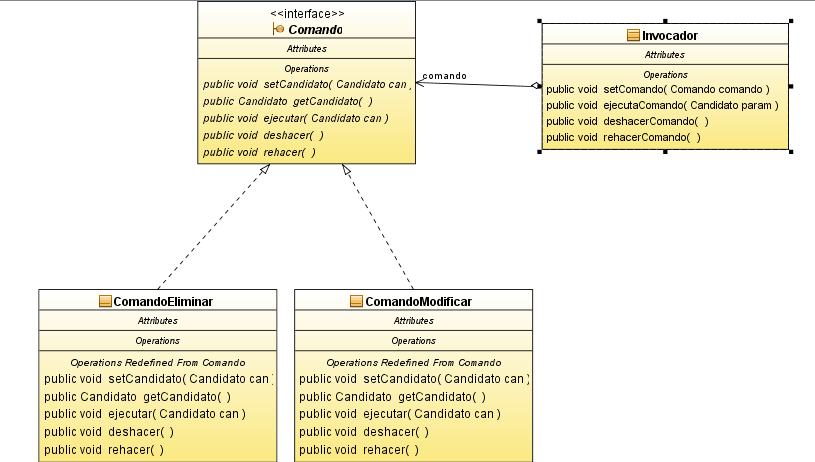 <<interface>>
Comando
Attributes
Operations
public void setCandidato( Candidato can )
public Candidato getCandidato( )
public void ejecutar( Candidato can )
public void deshacer( )
public void rehacer( )
comando
Invocador
Attributes
Operations
public void setComando( Comando comando )
public void ejecutaComando( Candidato param )
public void deshacerComando( )
public void rehacerComando( )
ComandoEliminar
Attributes
Operations
Operations Redefined From Comando
public void setCandidato( Candidato can )
public Candidato getCandidato( )
public void ejecutar( Candidato can )
public void deshacer( )
public void rehacer( )
ComandoModificar
Attributes
Operations
Operations Redefined From Comando
public void setCandidato( Candidato can )
public Candidato getCandidato( )
public void ejecutar( Candidato can )
public void deshacer( )
public void rehacer( )